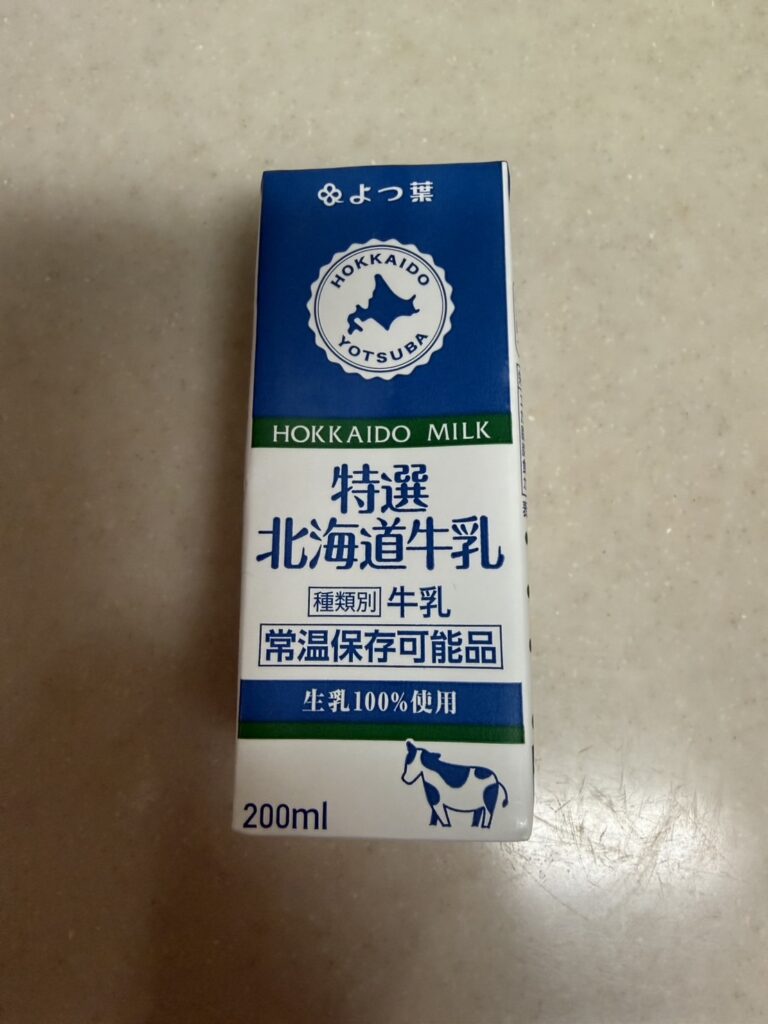 よつ葉
HOKKAIDO
YOTSUBA
HOKKAIDO MILK
特選
北海道牛乳
種類別 牛乳
常温保存可能品
生乳100%使用
200ml